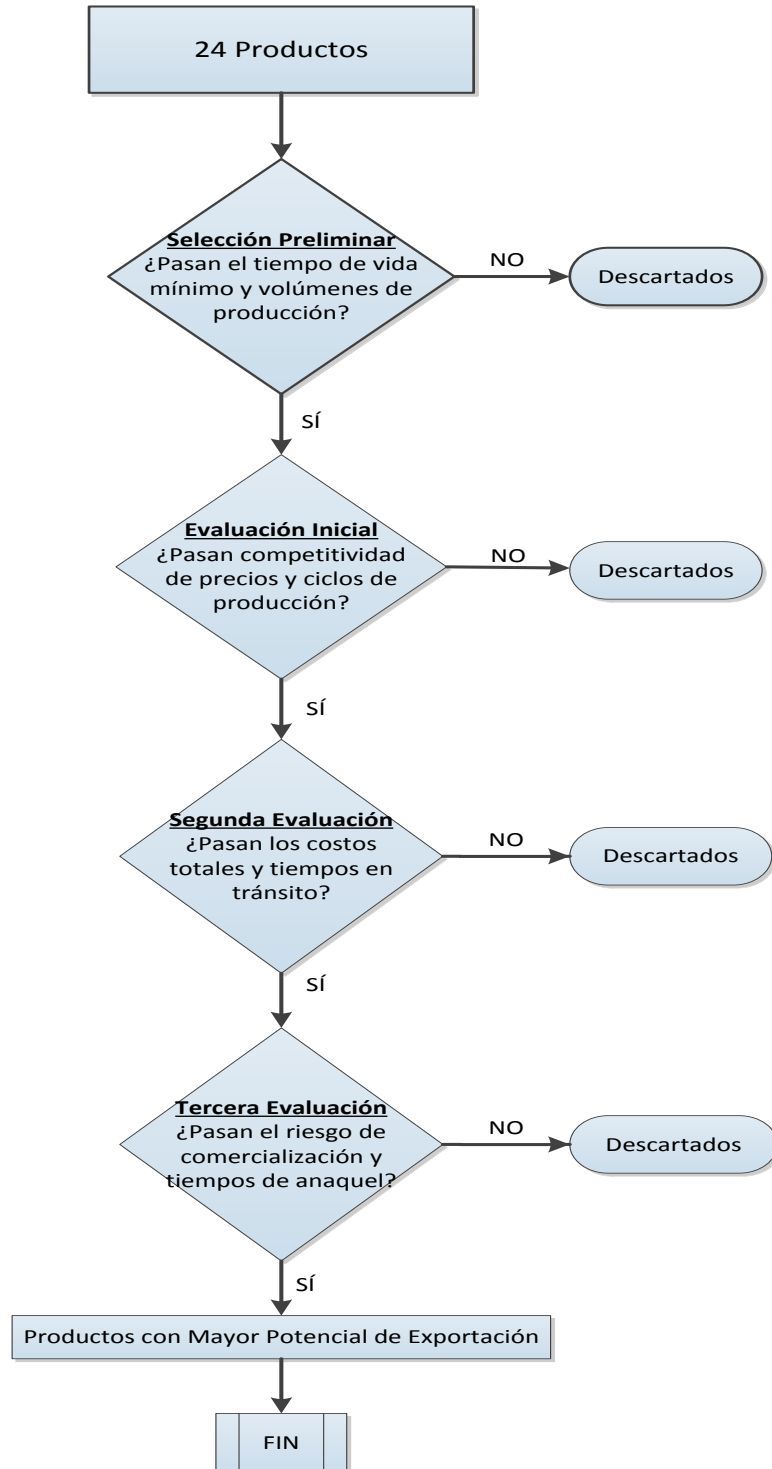 24 Productos
Selección Preliminar
¿Pasan el tiempo de vida
mínimo y volúmenes de
producción?
NO
Descartados
SÍ
Evaluación Inicial
¿Pasan competitividad
de precios y ciclos de
producción?
NO
Descartados
SÍ
Segunda Evaluación
¿Pasan los costos
totales y tiempos en
tránsito?
NO
Descartados
SÍ
Tercera Evaluación
¿Pasan el riesgo de
comercialización y
tiempos de anaquel?
NO
Descartados
SÍ
Productos con Mayor Potencial de Exportación
FIN